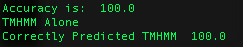 Accuracy is:  100.0
TMHMM Alone
Correctly Predicted TMHMM  100.0